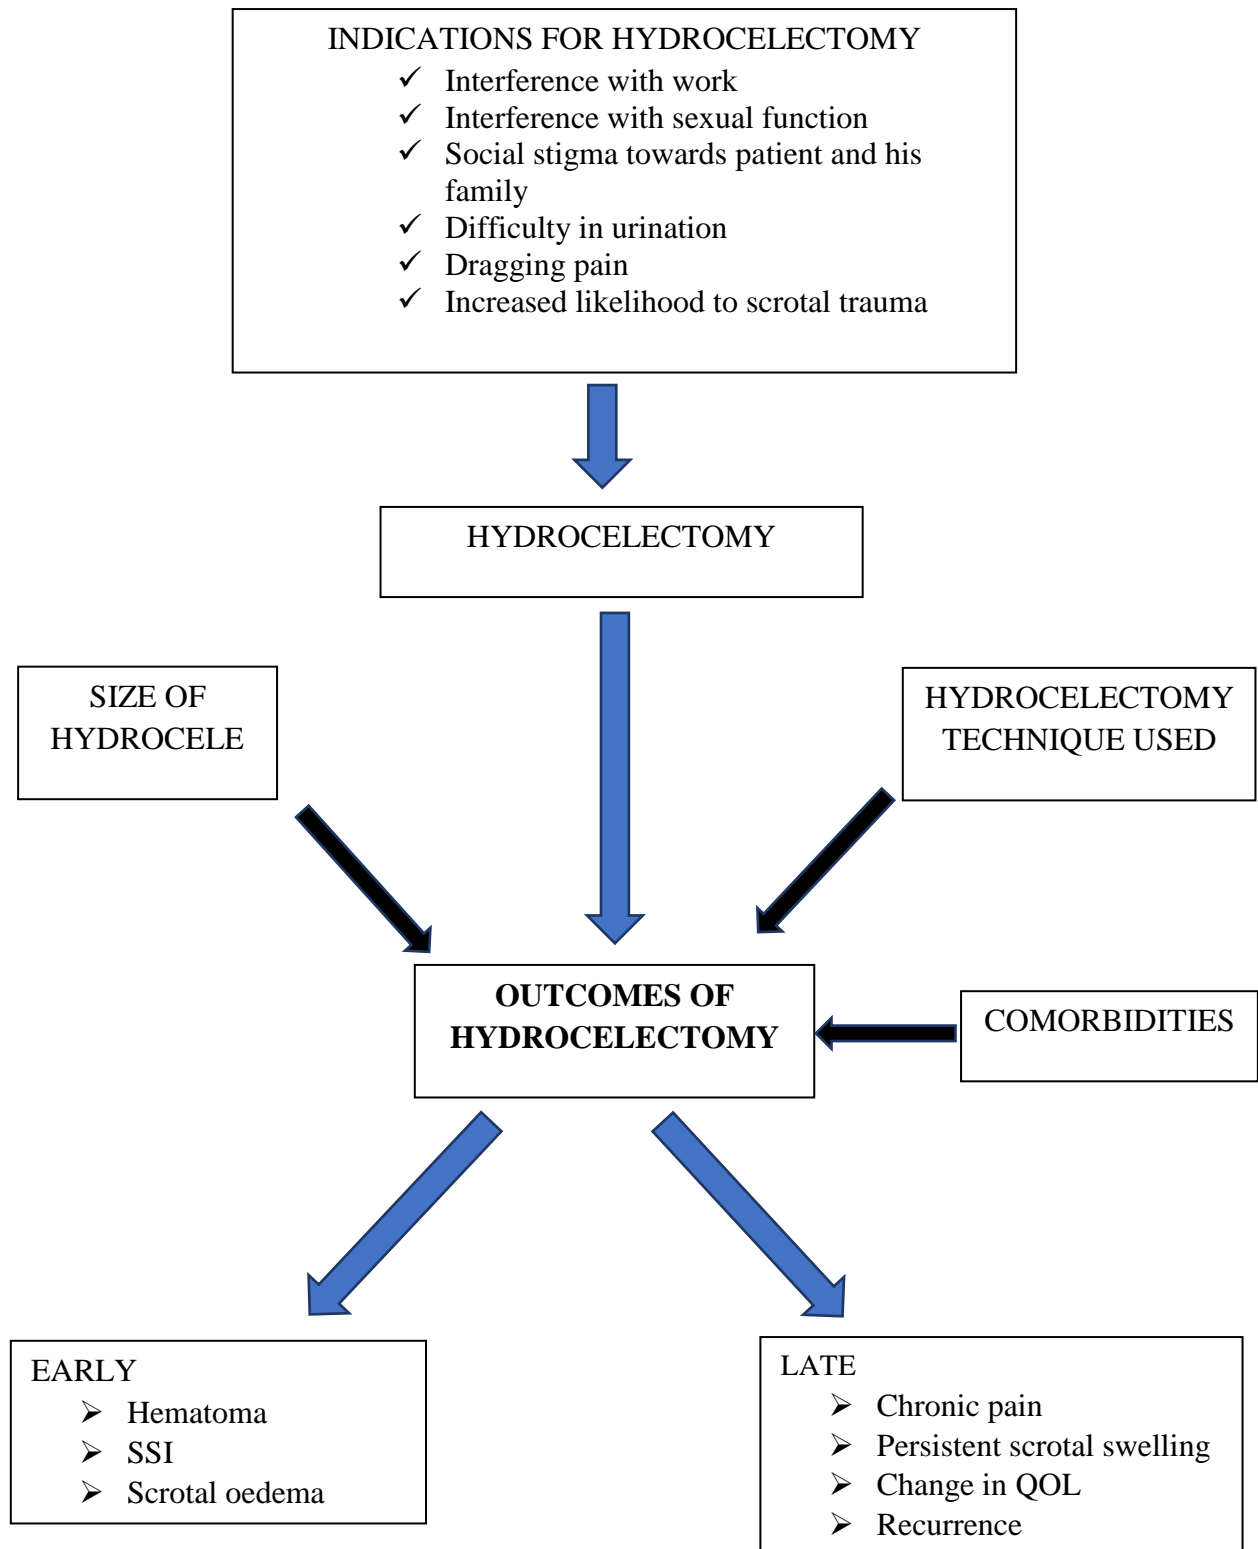 INDICATIONS FOR HYDROCELECTOMY
✓ Interference with work
✓ Interference with sexual function
✓ Social stigma towards patient and his
family
✓ Difficulty in urination
✓ Dragging pain
✓ Increased likelihood to scrotal trauma
HYDROCELECTOMY
SIZE OF
HYDROCELE
HYDROCELECTOMY
TECHNIQUE USED
OUTCOMES OF
HYDROCELECTOMY
COMORBIDITIES
EARLY
➢ Hematoma
➢ SSI
➢ Scrotal oedema
LATE
➢ Chronic pain
➢ Persistent scrotal swelling
➢ Change in QOL
➢ Recurrence